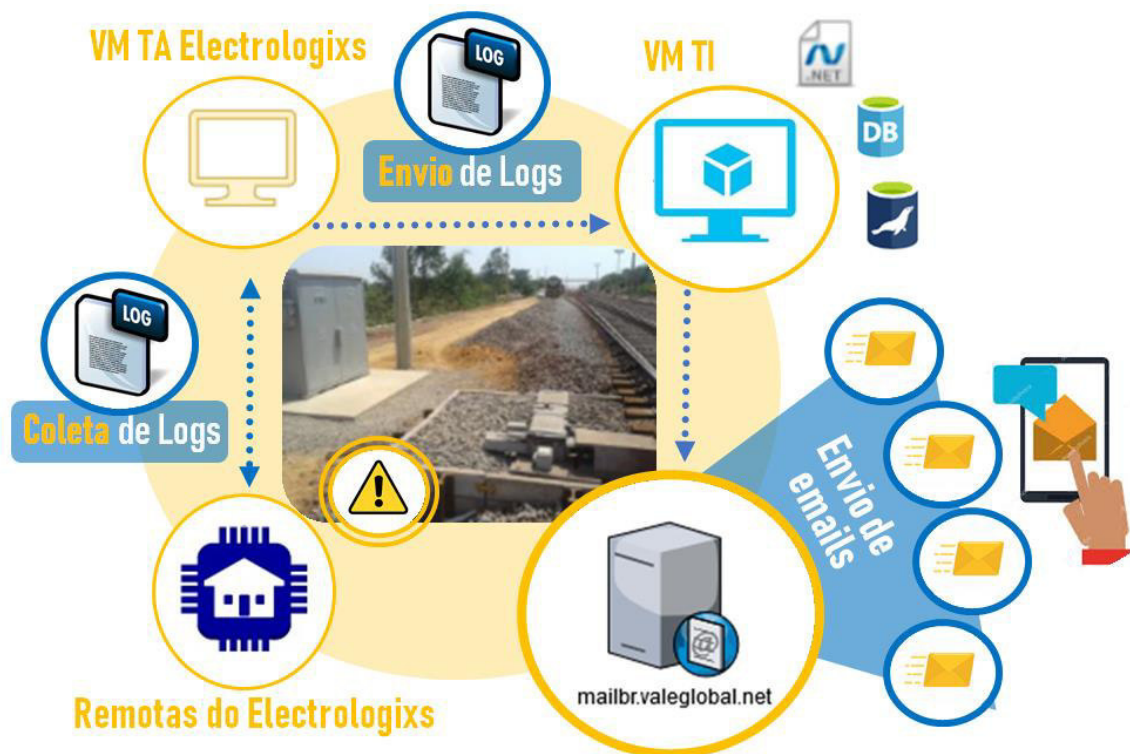 VM TA Electrologixs
LOG
Envio de Logs
VM TI
.NET
DB
LOG
Coleta de Logs
Envio de
emails
mailbr.valeglobal.net
Remotas do Electrologixs